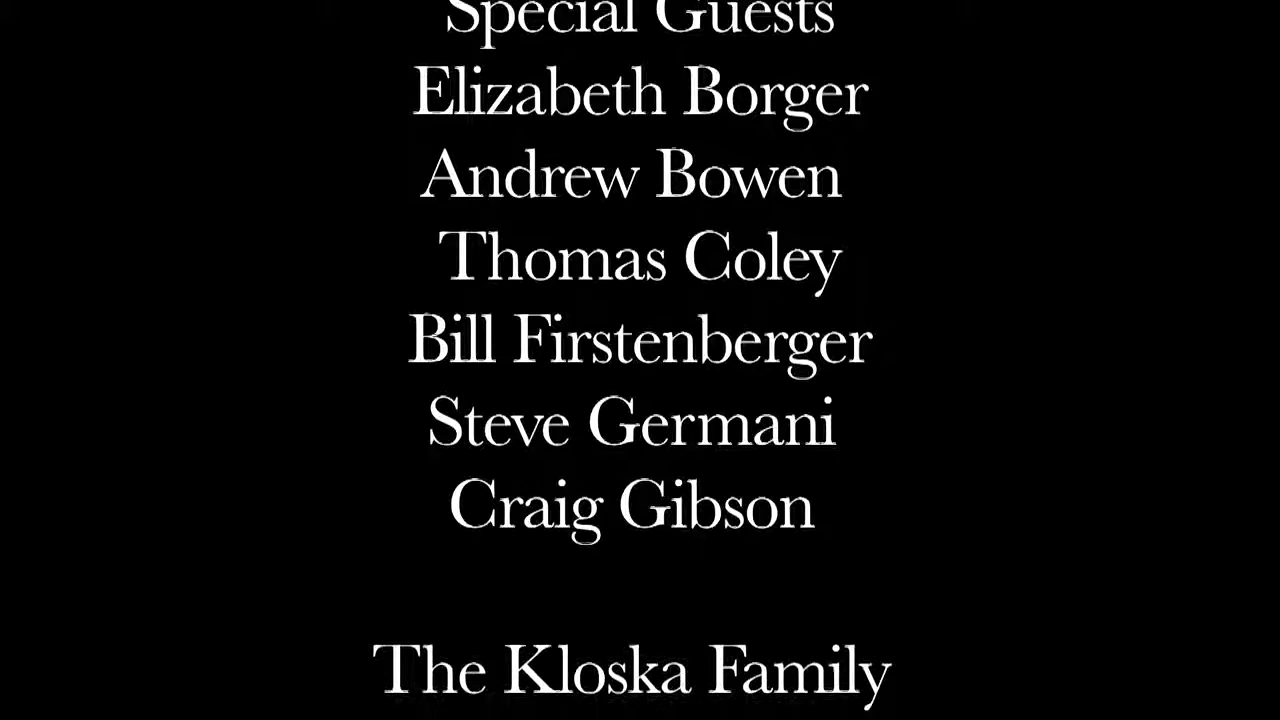 Special Guests
Elizabeth Borger
Andrew Bowen
Thomas Coley
Bill Firstenberger
Steve Germani
Craig Gibson
The Kloska Family